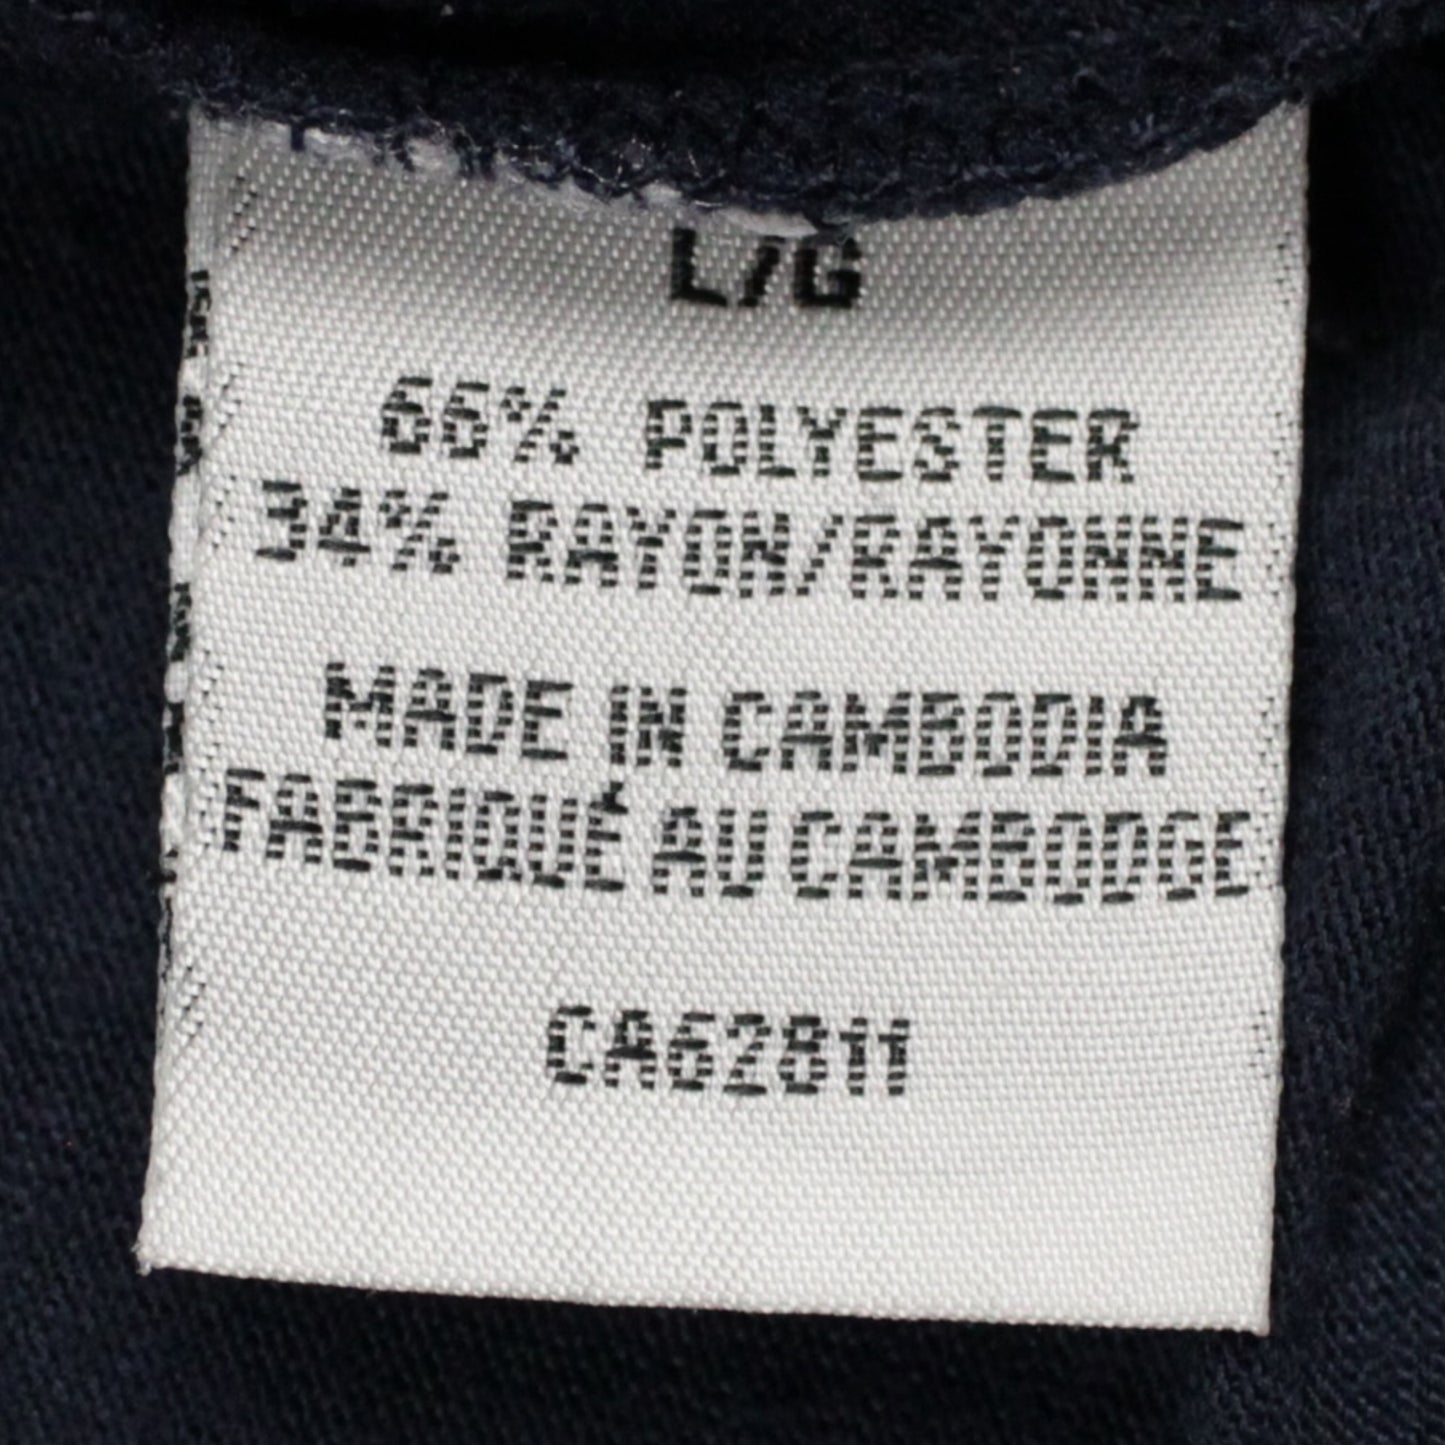 L/G
66% POLYESTER
34% RAYON/RAYONNE
MADE IN CAMBODIA
FABRIQUÉ AU CAMBODGE
CA62811